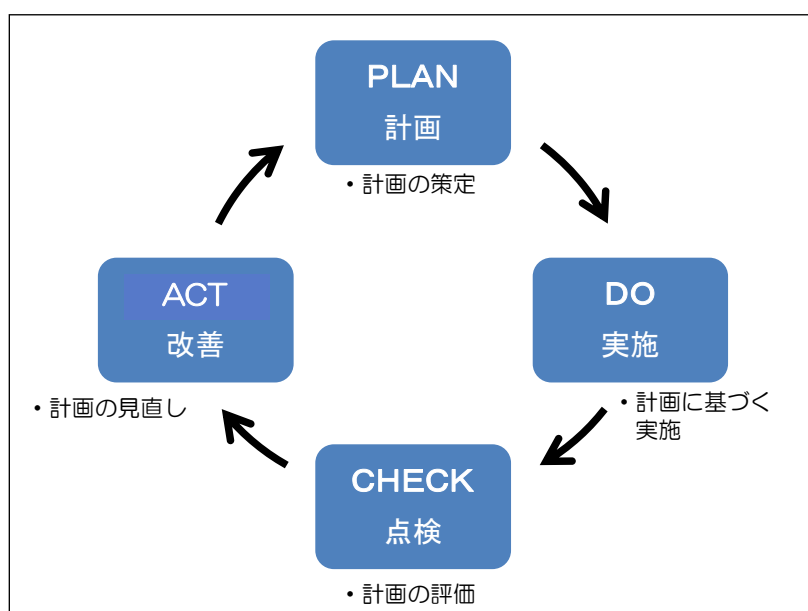 PLAN
計画
・計画の策定
DO
実施
・計画に基づく
実施
CHECK
点検
・計画の評価
ACT
改善
・計画の見直し